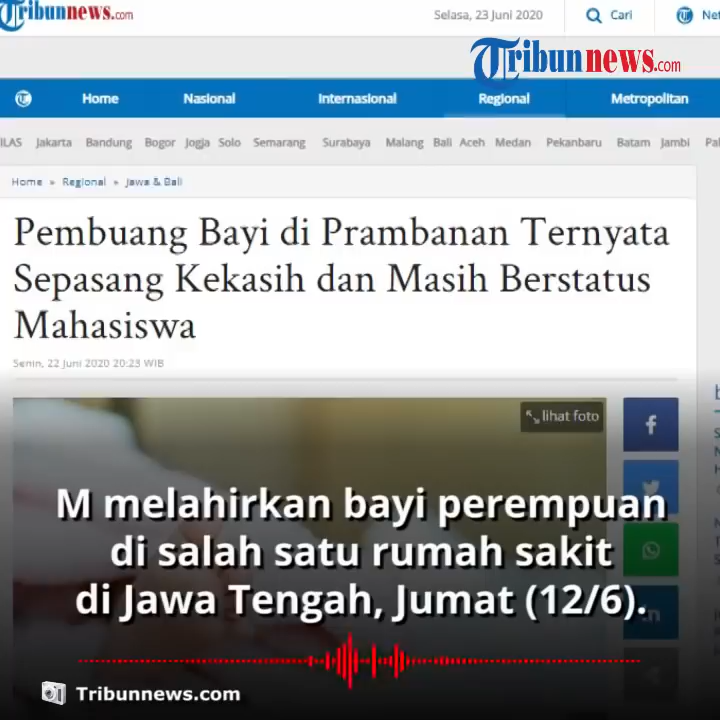 Tribunnews.com
Selasa, 23 Juni 2020
Cari
Net
Tribunnews.com
Home Nasional Internasional Regional Metropolitan
ILAS Jakarta Bandung Bogor Jogja Solo Semarang Surabaya Malang Bali Aceh Medan Pekanbaru Batam Jambi Pal
Home » Regional » Jawa & Bali
Pembuang Bayi di Prambanan Ternyata
Sepasang Kekasih dan Masih Berstatus
Mahasiswa
Senin, 22 Juni 2020 20:23 WIB
lihat foto
M melahirkan bayi perempuan
di salah satu rumah sakit
di Jawa Tengah, Jumat (12/6).
Tribunnews.com